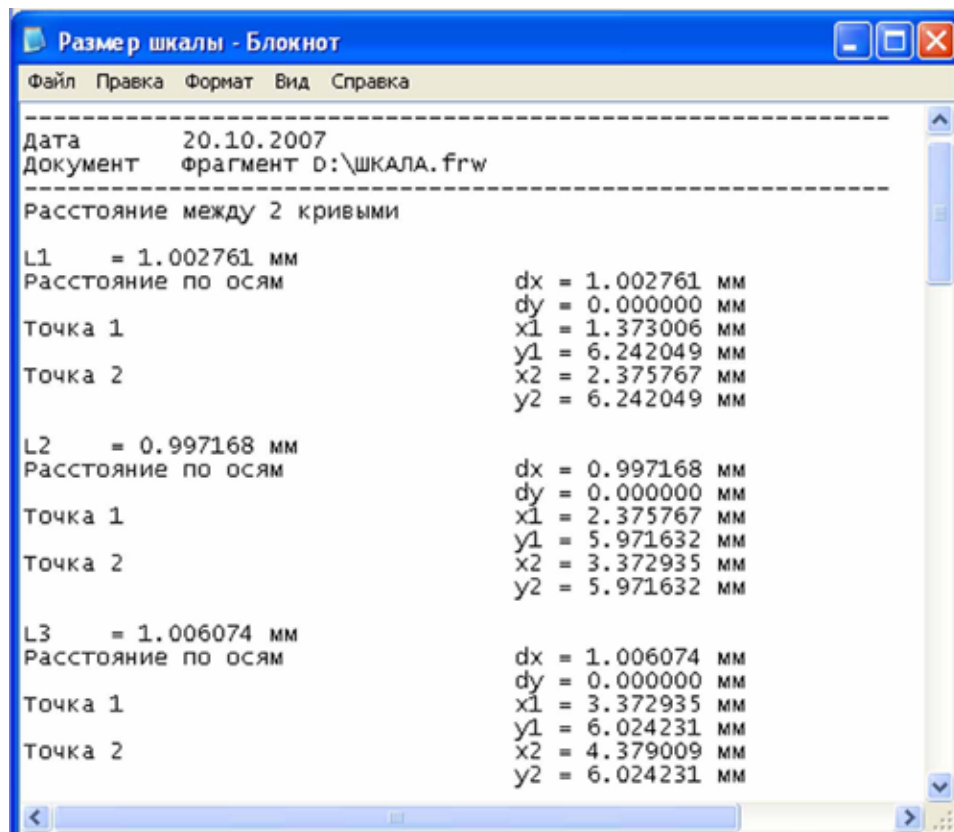 Размер шкалы - Блокнот
Файл Правка Формат Вид Справка
------------------------------------------------------------
Дата 20.10.2007
Документ Фрагмент D:\ШКАЛА.frw
------------------------------------------------------------
Расстояние между 2 кривыми
L1 = 1.002761 мм
Расстояние по осям dx = 1.002761 мм
dy = 0.000000 мм
Точка 1 x1 = 1.373006 мм
y1 = 6.242049 мм
Точка 2 x2 = 2.375767 мм
y2 = 6.242049 мм
L2 = 0.997168 мм
Расстояние по осям dx = 0.997168 мм
dy = 0.000000 мм
Точка 1 x1 = 2.375767 мм
y1 = 5.971632 мм
Точка 2 x2 = 3.372935 мм
y2 = 5.971632 мм
L3 = 1.006074 мм
Расстояние по осям dx = 1.006074 мм
dy = 0.000000 мм
Точка 1 x1 = 3.372935 мм
y1 = 6.024231 мм
Точка 2 x2 = 4.379009 мм
y2 = 6.024231 мм